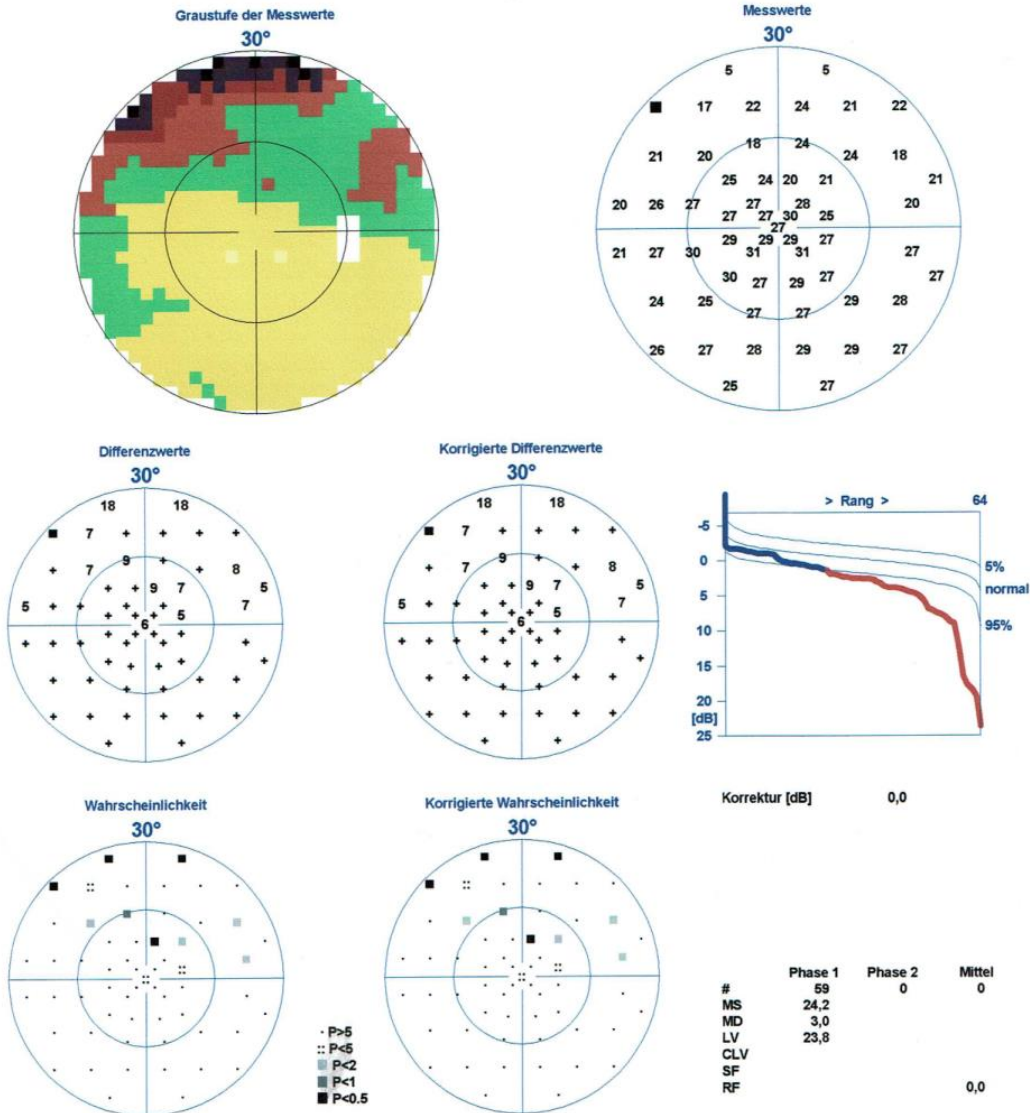 Graustufe der Messwerte
30°
Messwerte
30°
5 5
■ 17 22 24 21 22
18 24
21 20 24 18
25 24 20 21 21
20 26 27 27 28 20
27 27 30 25
27
29 29 29 27
21 27 30 31 31 27
30 27 29 27 27
24 25 29 28
27 27
26 27 28 29 29 27
25 27
Differenzwerte
30°
18 18
■ 7 + + + +
9 +
+ 7 + 8
+ + 9 7 5
5 + + + + 7
+ + + 5
6
+ + + +
+ + + + + +
+ + + + +
+ + + +
+ +
+ + + + + +
+ +
Korrigierte Differenzwerte
30°
18 18
■ 7 + + + +
9 +
+ 7 + 8
+ + 9 7 5
5 + + + + 7
+ + + 5
6
+ + + +
+ + + + + +
+ + + + +
+ + + +
+ +
+ + + + + +
+ +
> Rang > 64
-5
0
5
10
15
20
[dB]
25
5%
normal
95%
Wahrscheinlichkeit
30°
Korrigierte Wahrscheinlichkeit
30°
Korrektur [dB] 0,0
P>5
P<5
P<2
P<1
P<0.5
Phase 1 Phase 2 Mittel
# 59 0 0
MS 24,2
MD 3,0
LV 23,8
CLV
SF
RF 0,0